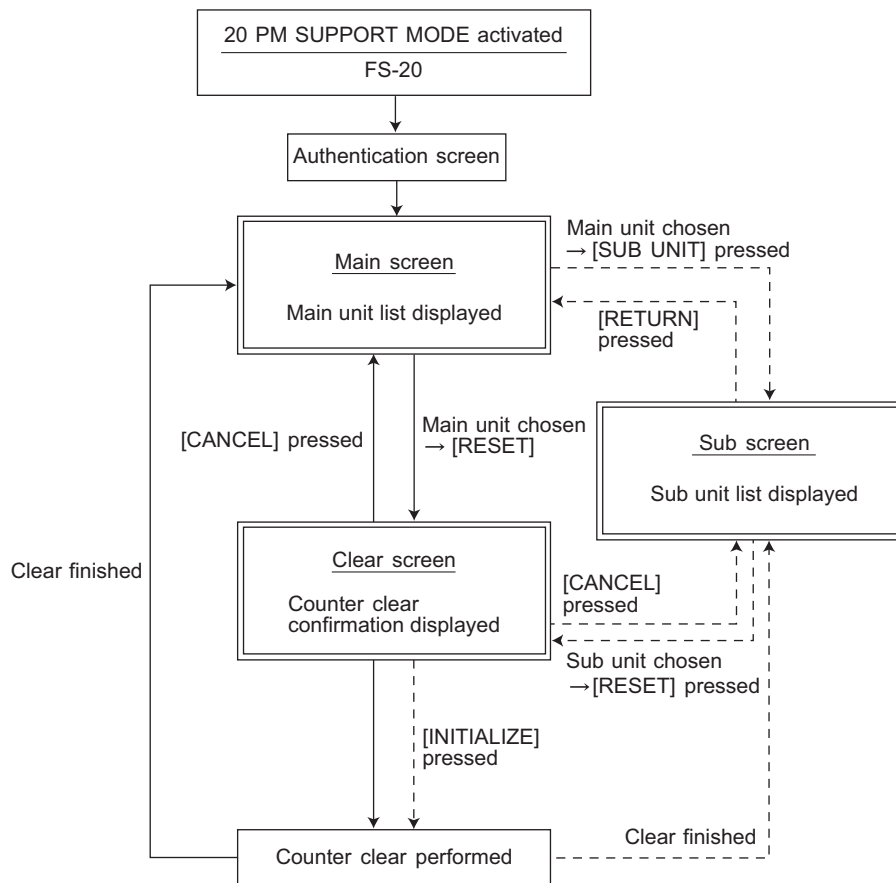 20 PM SUPPORT MODE activated
FS-20
Authentication screen
Main screen
Main unit list displayed
Main unit chosen
→ [SUB UNIT] pressed
[RETURN]
pressed
[CANCEL] pressed
Main unit chosen
→ [RESET]
Sub screen
Sub unit list displayed
Clear finished
Clear screen
Counter clear
confirmation displayed
[CANCEL]
pressed
Sub unit chosen
→[RESET] pressed
[INITIALIZE]
pressed
Counter clear performed
Clear finished